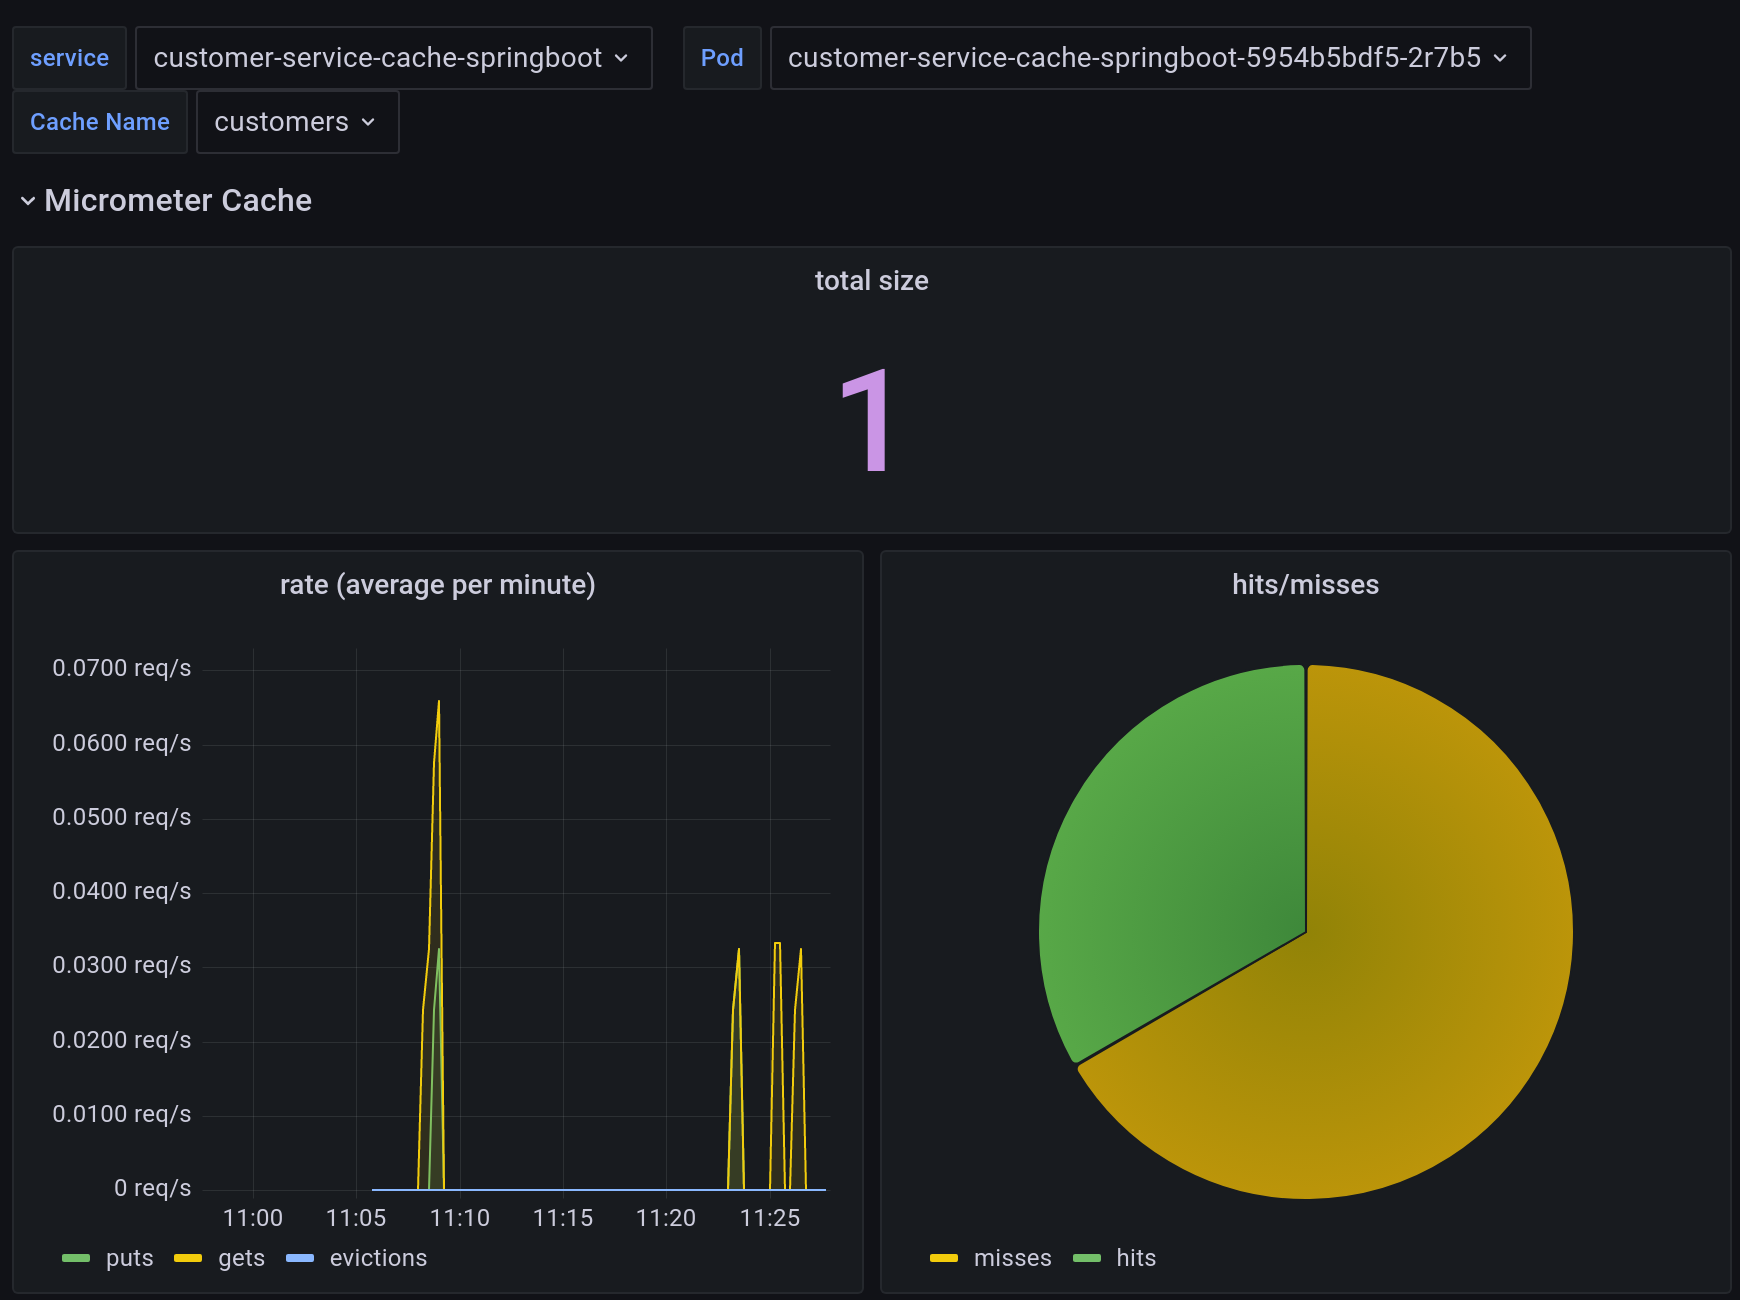 service customer-service-cache-springboot Pod customer-service-cache-springboot-5954b5bdf5-2r7b5
Cache Name customers
Micrometer Cache
total size
1
rate (average per minute)
0.0700 req/s
0.0600 req/s
0.0500 req/s
0.0400 req/s
0.0300 req/s
0.0200 req/s
0.0100 req/s
0 req/s
11:00 11:05 11:10 11:15 11:20 11:25
puts gets evictions
hits/misses
misses hits